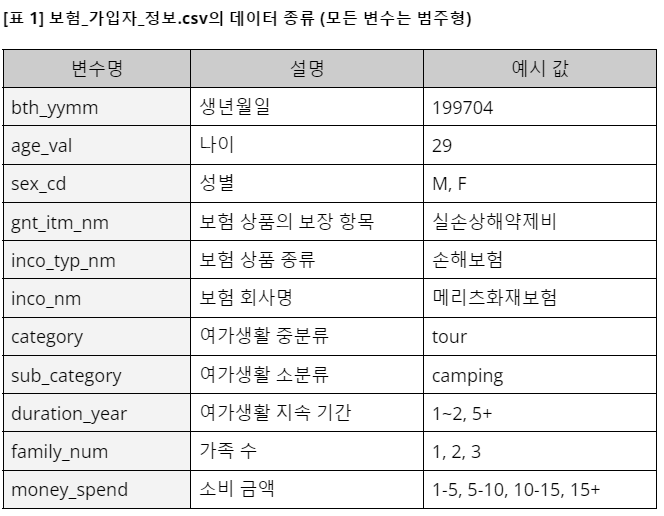 [표 1] 보험_가입자_정보.csv의 데이터 종류 (모든 변수는 범주형)
변수명 설명 예시 값
bth_yymm 생년월일 199704
age_val 나이 29
sex_cd 성별 M, F
gnt_itm_nm 보험 상품의 보장 항목 실손상해약제비
inco_typ_nm 보험 상품 종류 손해보험
inco_nm 보험 회사명 메리츠화재보험
category 여가생활 중분류 tour
sub_category 여가생활 소분류 camping
duration_year 여가생활 지속 기간 1~2, 5+
family_num 가족 수 1, 2, 3
money_spend 소비 금액 1-5, 5-10, 10-15, 15+